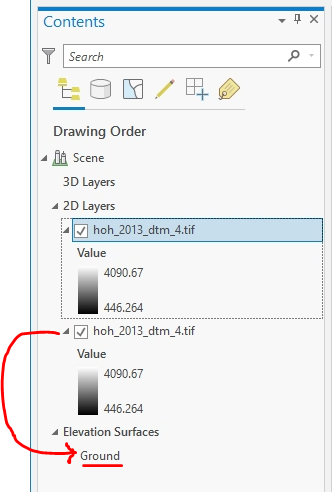 Contents
Search
Drawing Order
Scene
3D Layers
2D Layers
hoh_2013_dtm_4.tif
Value
4090.67
446.264
hoh_2013_dtm_4.tif
Value
4090.67
446.264
Elevation Surfaces
Ground